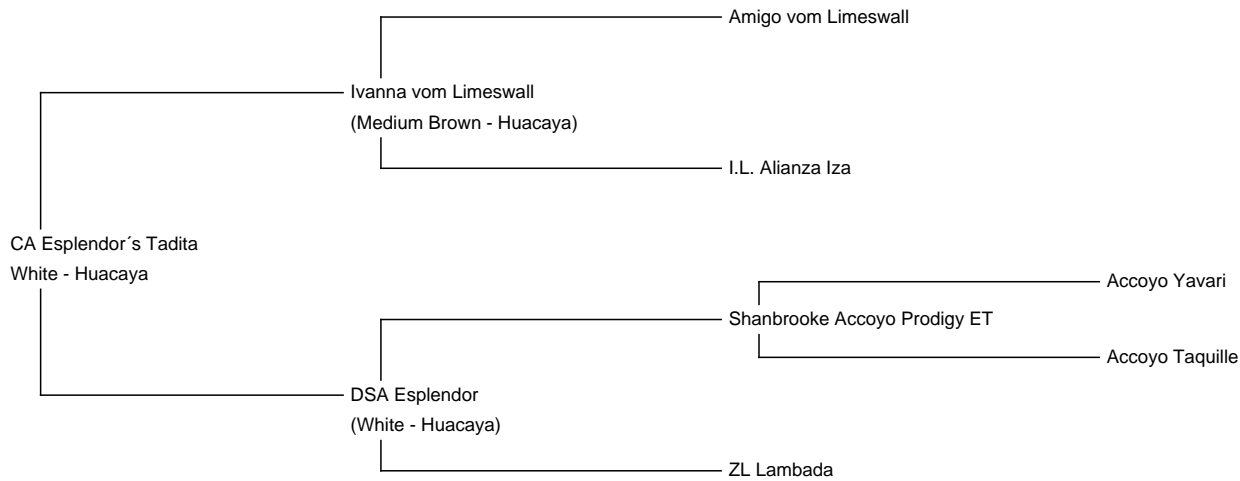 Amigo vom Limeswall
Ivanna vom Limeswall
(Medium Brown - Huacaya)
I.L. Alianza Iza
CA Esplendor´s Tadita
White - Huacaya
Accoyo Yavari
Shanbrooke Accoyo Prodigy ET
Accoyo Taquille
DSA Esplendor
(White - Huacaya)
ZL Lambada